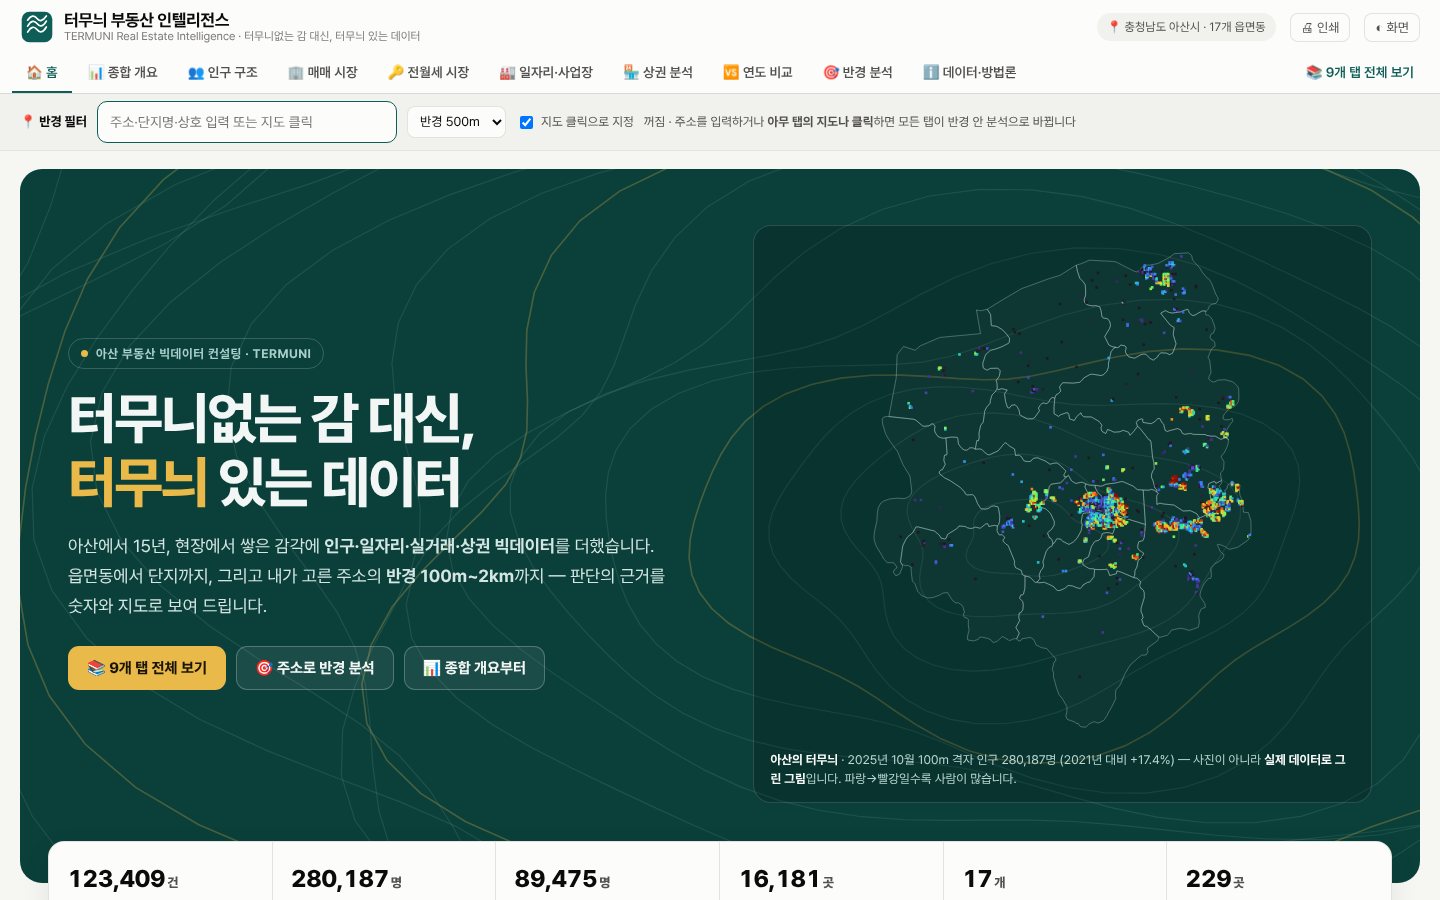 터무늬 부동산 인텔리전스
TERMUNI Real Estate Intelligence · 터무늬없는 감 대신, 터무늬 있는 데이터
📍 충청남도 아산시 · 17개 읍면동
🖨 인쇄
◐ 화면
🏠 홈
📊 종합 개요
👥 인구 구조
🏢 매매 시장
🔑 전월세 시장
🏭 일자리·사업장
🏪 상권 분석
🆚 연도 비교
🎯 반경 분석
ℹ️ 데이터·방법론
📚 9개 탭 전체 보기
📍 반경 필터
주소·단지명·상호 입력 또는 지도 클릭
반경 500m
지도 클릭으로 지정
꺼짐 · 주소를 입력하거나 아무 탭의 지도나 클릭하면 모든 탭이 반경 안 분석으로 바뀝니다
아산 부동산 빅데이터 컨설팅 · TERMUNI
터무니없는 감 대신,
터무늬 있는 데이터
아산에서 15년, 현장에서 쌓은 감각에 인구·일자리·실거래·상권 빅데이터를 더했습니다.
읍면동에서 단지까지, 그리고 내가 고른 주소의 반경 100m~2km까지 — 판단의 근거를
숫자와 지도로 보여 드립니다.
📚 9개 탭 전체 보기
🎯 주소로 반경 분석
📊 종합 개요부터
아산의 터무늬 · 2025년 10월 100m 격자 인구 280,187명 (2021년 대비 +17.4%) — 사진이 아니라 실제 데이터로 그
린 그림입니다. 파랑→빨강일수록 사람이 많습니다.
123,409건
280,187명
89,475명
16,181곳
17개
229곳